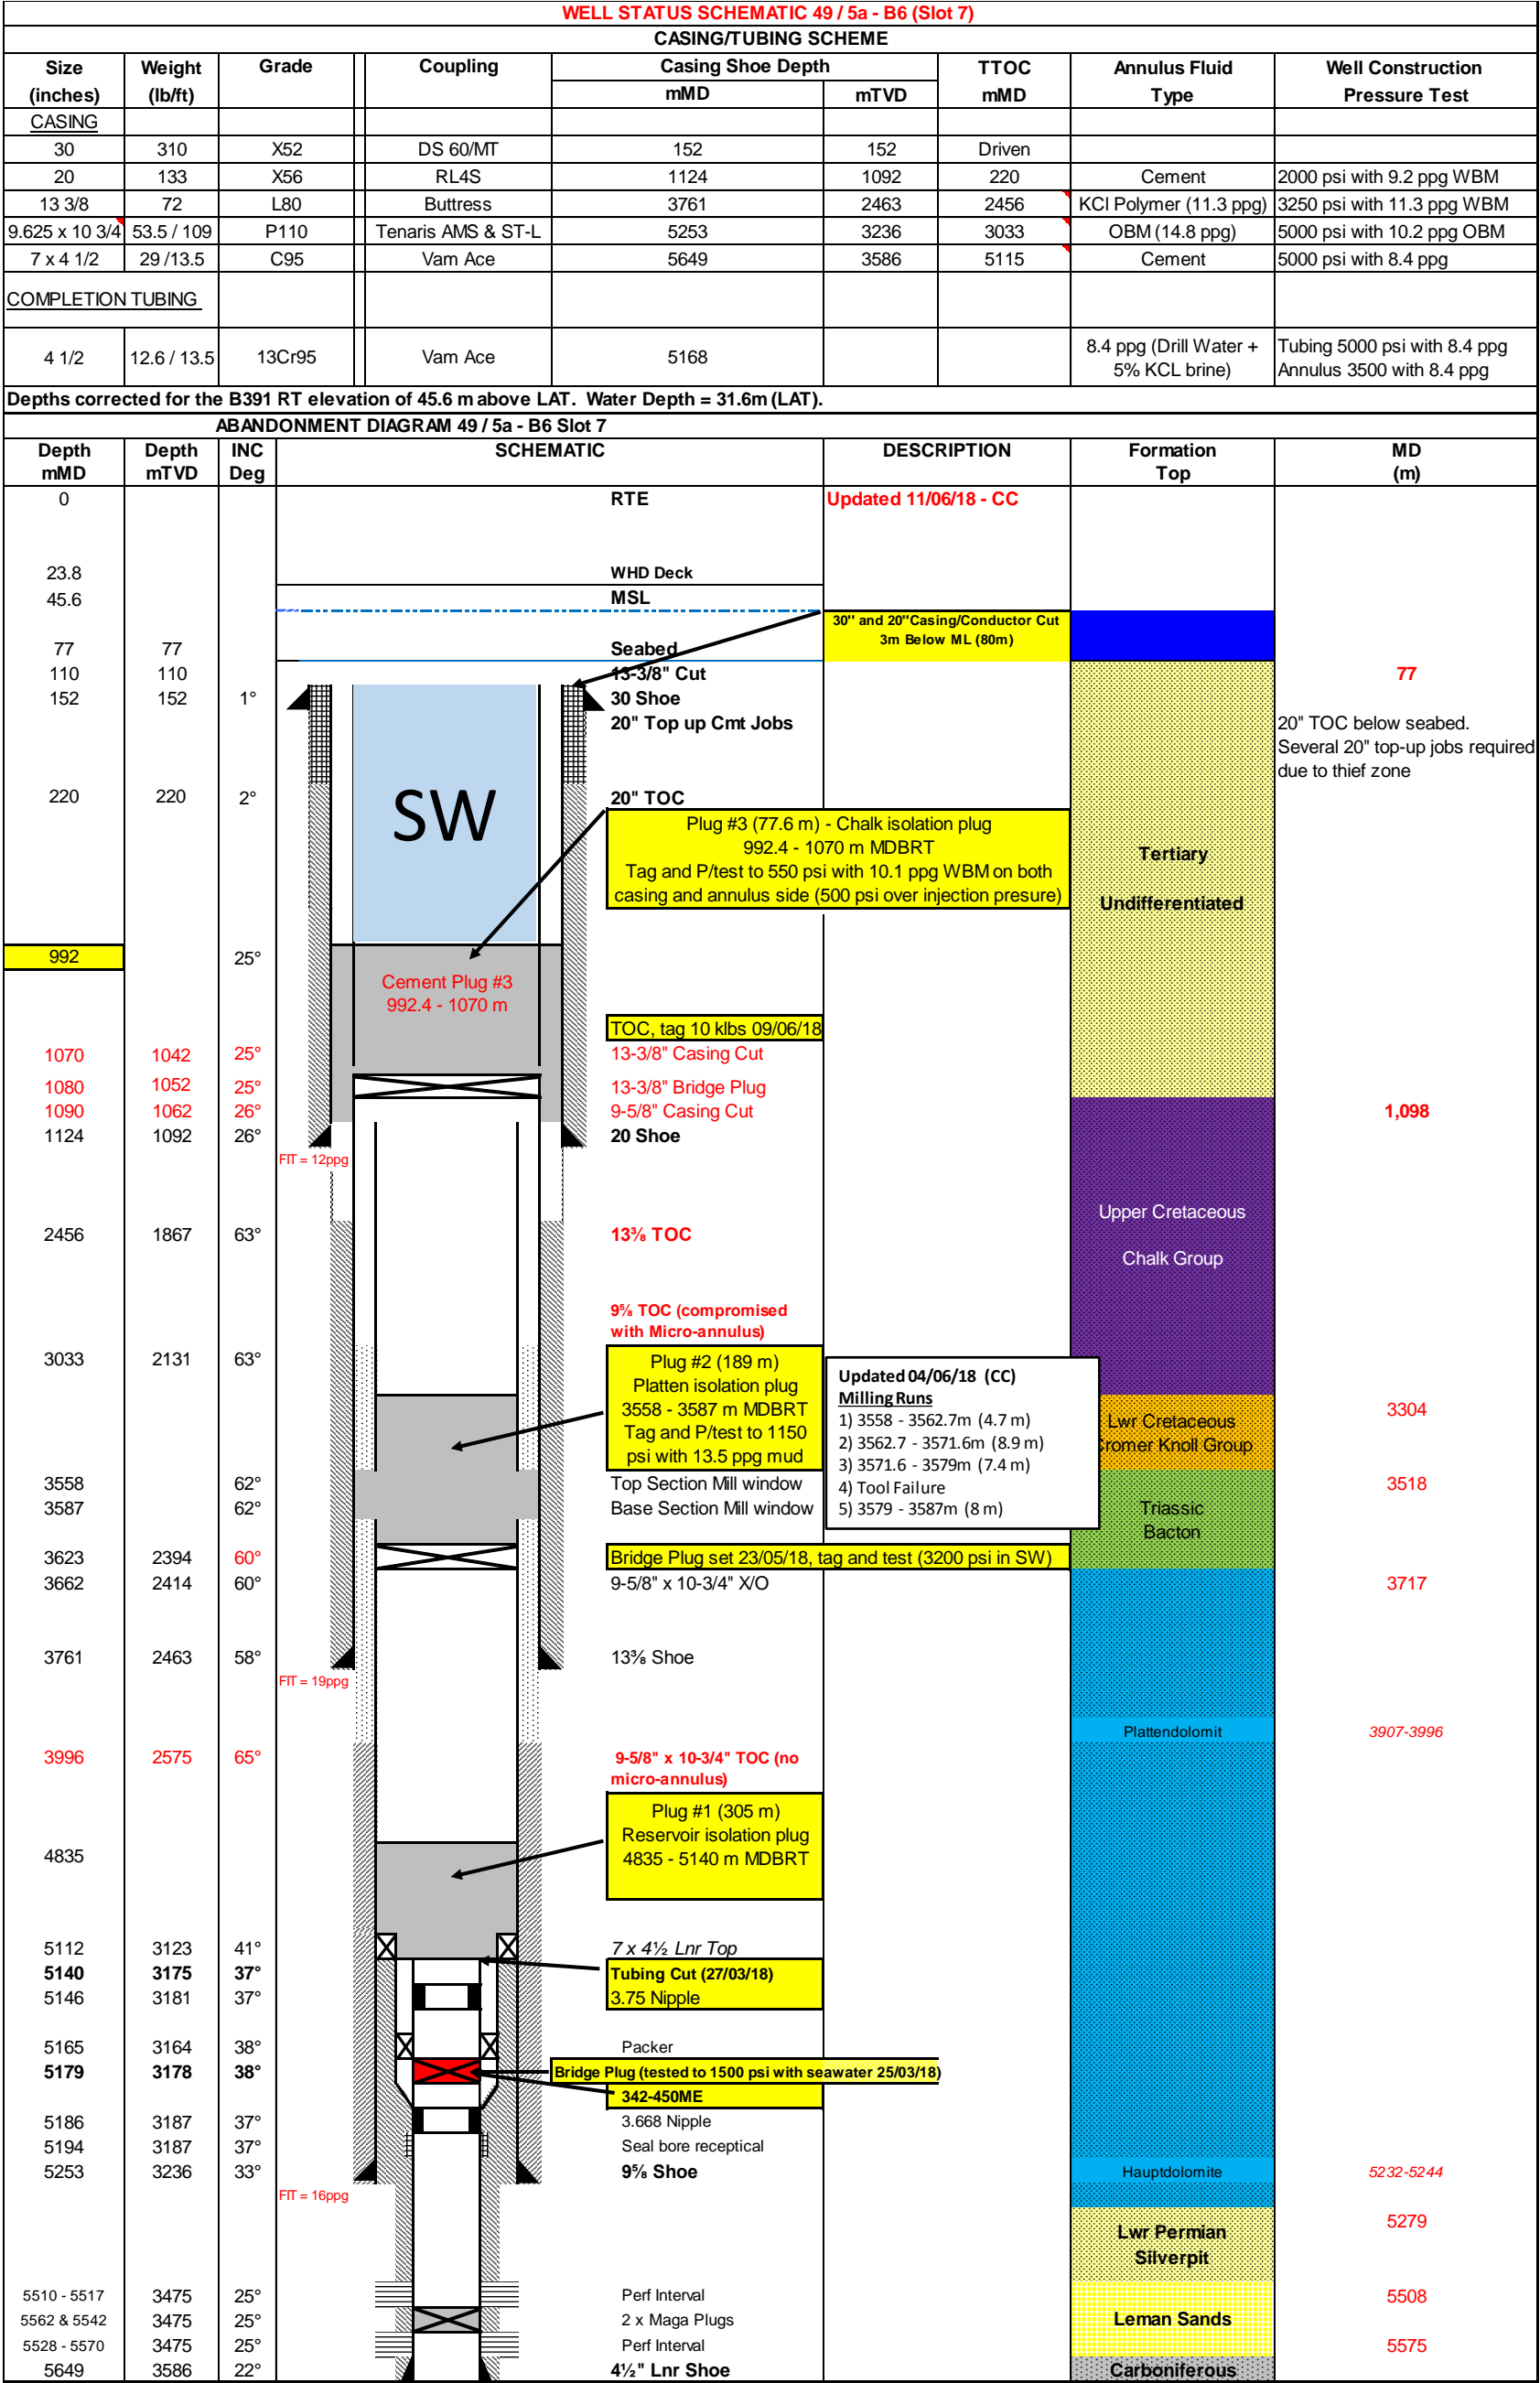 WELL STATUS SCHEMATIC 49 / 5a - B6 (Slot 7)
CASING/TUBING SCHEME
Size Weight Grade Coupling Casing Shoe Depth TTOC Annulus Fluid Well Construction
(inches) (lb/ft) mMD mTVD mMD Type Pressure Test
CASING
30 310 X52 DS 60/MT 152 152 Driven
20 133 X56 RL4S 1124 1092 220 Cement 2000 psi with 9.2 ppg WBM
13 3/8 72 L80 Buttress 3761 2463 2456 KCl Polymer (11.3 ppg) 3250 psi with 11.3 ppg WBM
9.625 x 10 3/4 53.5 / 109 P110 Tenaris AMS & ST-L 5253 3236 3033 OBM (14.8 ppg) 5000 psi with 10.2 ppg OBM
7 x 4 1/2 29 /13.5 C95 Vam Ace 5649 3586 5115 Cement 5000 psi with 8.4 ppg
COMPLETION TUBING
4 1/2 12.6 / 13.5 13Cr95 Vam Ace 5168 8.4 ppg (Drill Water + 5% KCL brine) Tubing 5000 psi with 8.4 ppg
Annulus 3500 with 8.4 ppg
Depths corrected for the B391 RT elevation of 45.6 m above LAT. Water Depth = 31.6m (LAT).
ABANDONMENT DIAGRAM 49 / 5a - B6 Slot 7
Depth Depth INC SCHEMATIC DESCRIPTION Formation MD
mMD mTVD Deg Top (m)
0 RTE Updated 11/06/18 - CC
23.8 WHD Deck
45.6 MSL
30" and 20"Casing/Conductor Cut
3m Below ML (80m)
77 77 Seabed
110 110 13-3/8" Cut 77
152 152 1° 30 Shoe
20" Top up Cmt Jobs 20" TOC below seabed.
Several 20" top-up jobs required
due to thief zone
220 220 2° 20" TOC
SW
Plug #3 (77.6 m) - Chalk isolation plug
992.4 - 1070 m MDBRT
Tag and P/test to 550 psi with 10.1 ppg WBM on both
casing and annulus side (500 psi over injection presure)
Tertiary
Undifferentiated
992 25°
Cement Plug #3
992.4 - 1070 m
TOC, tag 10 klbs 09/06/18
1070 1042 25° 13-3/8" Casing Cut
1080 1052 25° 13-3/8" Bridge Plug
1090 1062 26° 9-5/8" Casing Cut 1,098
1124 1092 26° 20 Shoe
FIT = 12ppg
Upper Cretaceous
2456 1867 63° 13⅜ TOC
Chalk Group
9⅝ TOC (compromised
with Micro-annulus)
3033 2131 63°
Plug #2 (189 m)
Platten isolation plug
3558 - 3587 m MDBRT
Tag and P/test to 1150
psi with 13.5 ppg mud
Updated 04/06/18 (CC)
Milling Runs
1) 3558 - 3562.7m (4.7 m)
2) 3562.7 - 3571.6m (8.9 m)
3) 3571.6 - 3579m (7.4 m)
4) Tool Failure
5) 3579 - 3587m (8 m)
Lwr Cretaceous 3304
Cromer Knoll Group
3558 62° Top Section Mill window 3518
3587 62° Base Section Mill window Triassic
Bacton
3623 2394 60° Bridge Plug set 23/05/18, tag and test (3200 psi in SW)
3662 2414 60° 9-5/8" x 10-3/4" X/O 3717
3761 2463 58° 13⅜ Shoe
FIT = 19ppg
Plattendolomit 3907-3996
3996 2575 65° 9-5/8" x 10-3/4" TOC (no
micro-annulus)
Plug #1 (305 m)
Reservoir isolation plug
4835 - 5140 m MDBRT
4835
5112 3123 41° 7 x 4½ Lnr Top
5140 3175 37° Tubing Cut (27/03/18)
5146 3181 37° 3.75 Nipple
5165 3164 38° Packer
5179 3178 38° Bridge Plug (tested to 1500 psi with seawater 25/03/18)
342-450ME
5186 3187 37° 3.668 Nipple
5194 3187 37° Seal bore receptical
5253 3236 33° 9⅝ Shoe Hauptdolomite 5232-5244
FIT = 16ppg
Lwr Permian 5279
Silverpit
5510 - 5517 3475 25° Perf Interval 5508
5562 & 5542 3475 25° 2 x Maga Plugs Leman Sands
5528 - 5570 3475 25° Perf Interval 5575
5649 3586 22° 4½" Lnr Shoe Carboniferous